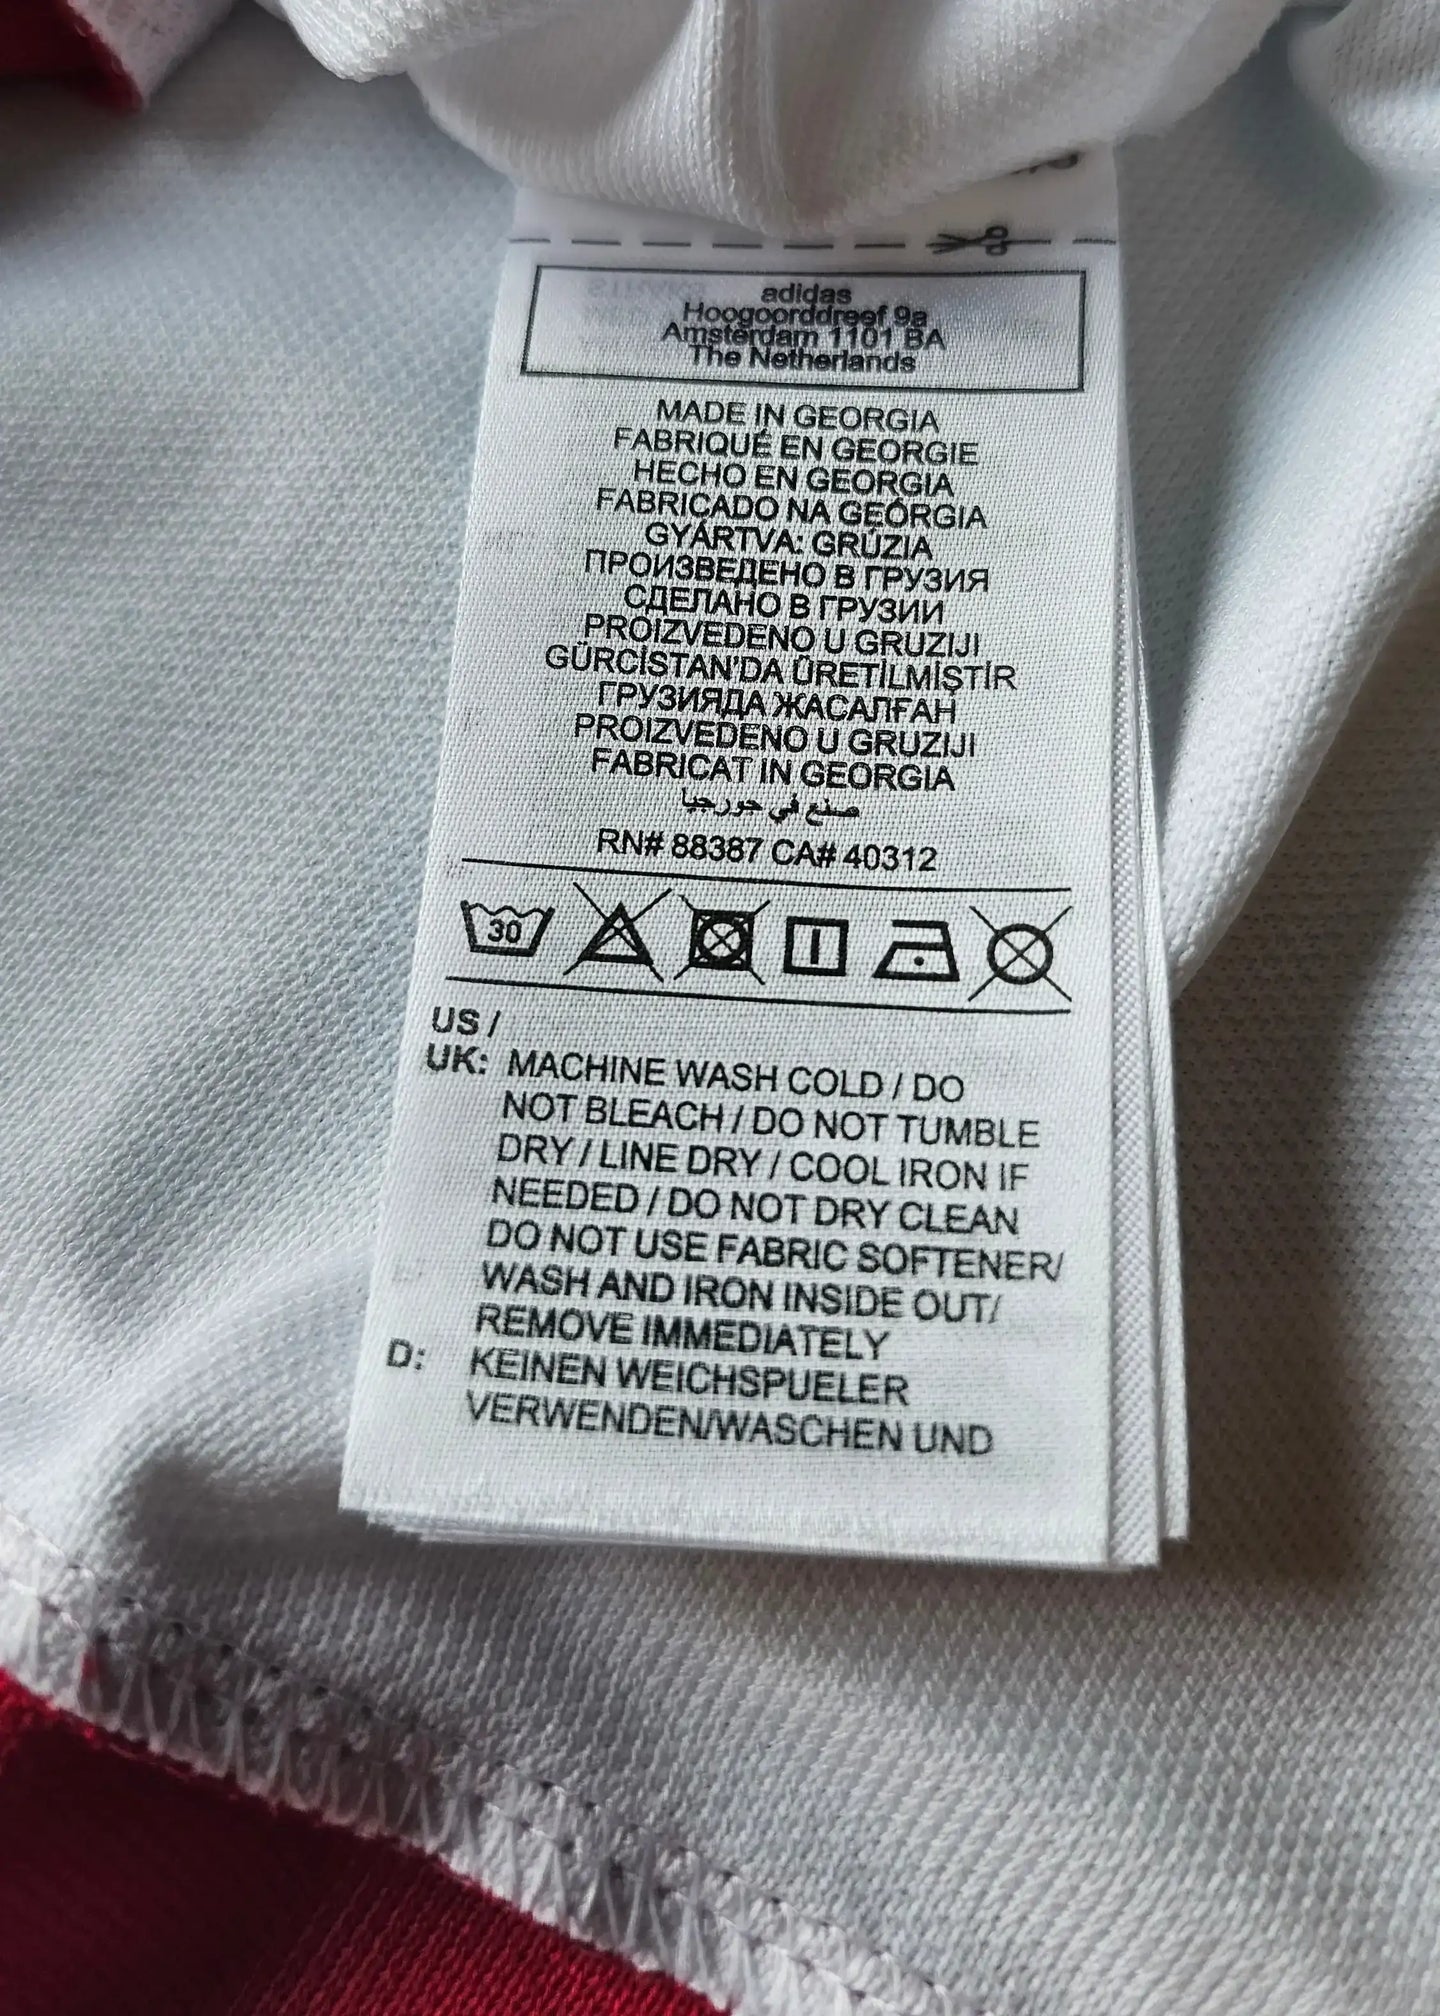 adidas
Hoogoorddreef 9a
Amsterdam 1101 BA
The Netherlands
MADE IN GEORGIA
FABRIQUÉ EN GEORGIE
HECHO EN GEORGIA
FABRICADO NA GEÓRGIA
GYÁRTVA: GRÚZIA
ПРОИЗВЕДЕНО В ГРУЗИЯ
СДЕЛАНО В ГРУЗИИ
PROIZVEDENO U GRUZIJI
GÜRCİSTAN'DA ÜRETİLMİŞTİR
ГРУЗИЯДА ЖАСАЛҒАН
PROIZVEDENO U GRUZIJI
FABRICAT IN GEORGIA
صنع في جورجيا
RN# 88387 CA# 40312
30
US /
UK: MACHINE WASH COLD / DO
NOT BLEACH / DO NOT TUMBLE
DRY / LINE DRY / COOL IRON IF
NEEDED / DO NOT DRY CLEAN
DO NOT USE FABRIC SOFTENER/
WASH AND IRON INSIDE OUT/
REMOVE IMMEDIATELY
D: KEINEN WEICHSPUELER
VERWENDEN/WASCHEN UND